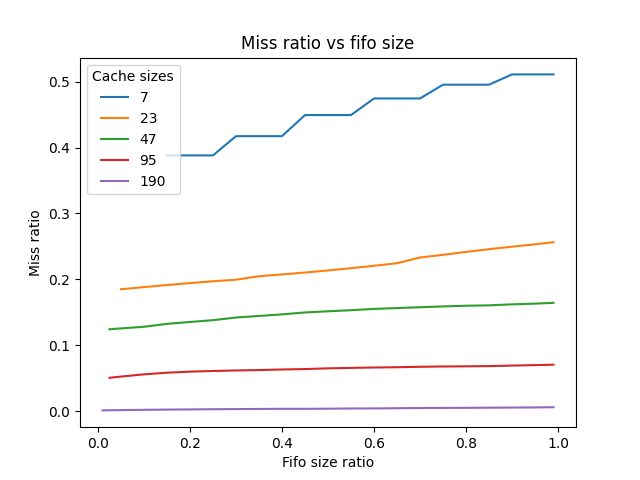 Miss ratio vs fifo size
Cache sizes
7
23
47
95
190
Miss ratio
0.5
0.4
0.3
0.2
0.1
0.0
0.0 0.2 0.4 0.6 0.8 1.0
Fifo size ratio